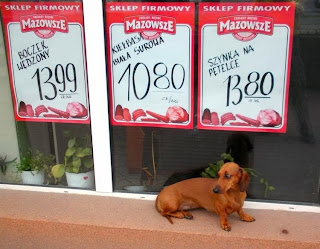 SKLEP FIRMOWY
MAZOWSZE
BOCZEK
WĘDZONY
13 99
SKLEP FIRMOWY
MAZOWSZE
KIEŁBASA
BIAŁA SUROWA
10 80
SKLEP FIRMOWY
MAZOWSZE
SZYNKA NA
PETELCE
13 80